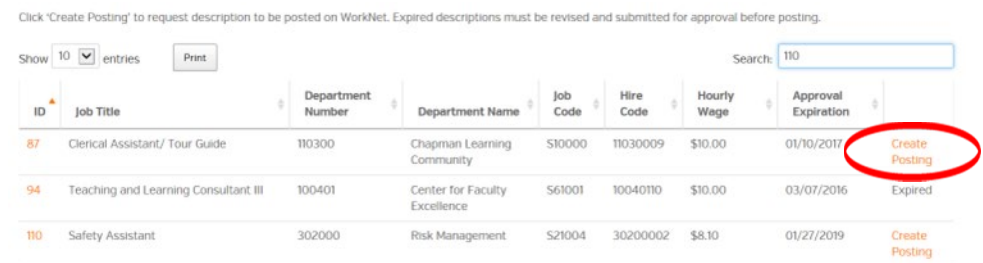 Click 'Create Posting' to request description to be posted on WorkNet. Expired descriptions must be revised and submitted for approval before posting.
Show 10 entries Print Search: 110
ID Job Title Department Number Department Name Job Code Hire Code Hourly Wage Approval Expiration
87 Clerical Assistant/ Tour Guide 110300 Chapman Learning Community S10000 11030009 $10.00 01/10/2017 Create Posting
94 Teaching and Learning Consultant III 100401 Center for Faculty Excellence S61001 10040110 $10.00 03/07/2016 Expired
110 Safety Assistant 302000 Risk Management S21004 30200002 $8.10 01/27/2019 Create Posting